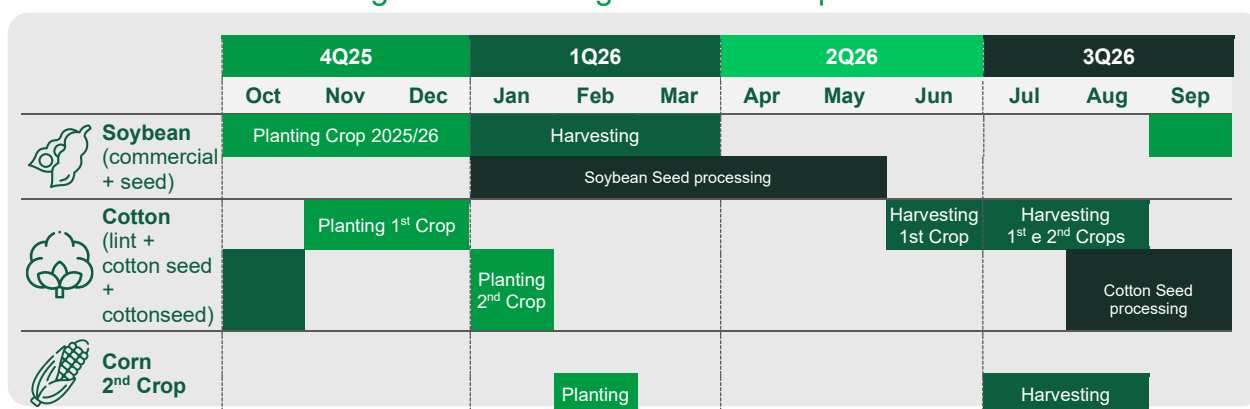 4Q25 1Q26 2Q26 3Q26
Oct Nov Dec Jan Feb Mar Apr May Jun Jul Aug Sep
Soybean
(commercial
+ seed)
Planting Crop 2025/26 Harvesting
Soybean Seed processing
Cotton
(lint +
cotton seed
+
cottonseed)
Planting 1st Crop
Harvesting
1st Crop
Harvesting
1st e 2nd Crops
Planting
2nd Crop
Cotton Seed
processing
Corn
2nd Crop
Planting Harvesting